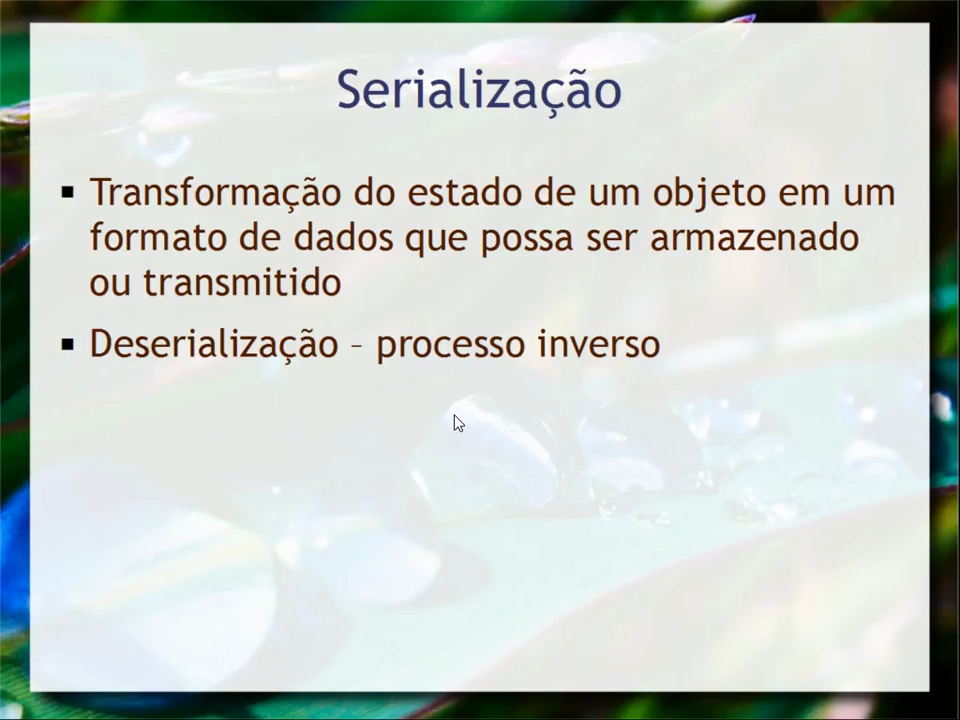 Serialização
▪ Transformação do estado de um objeto em um
formato de dados que possa ser armazenado
ou transmitido
▪ Deserialização – processo inverso